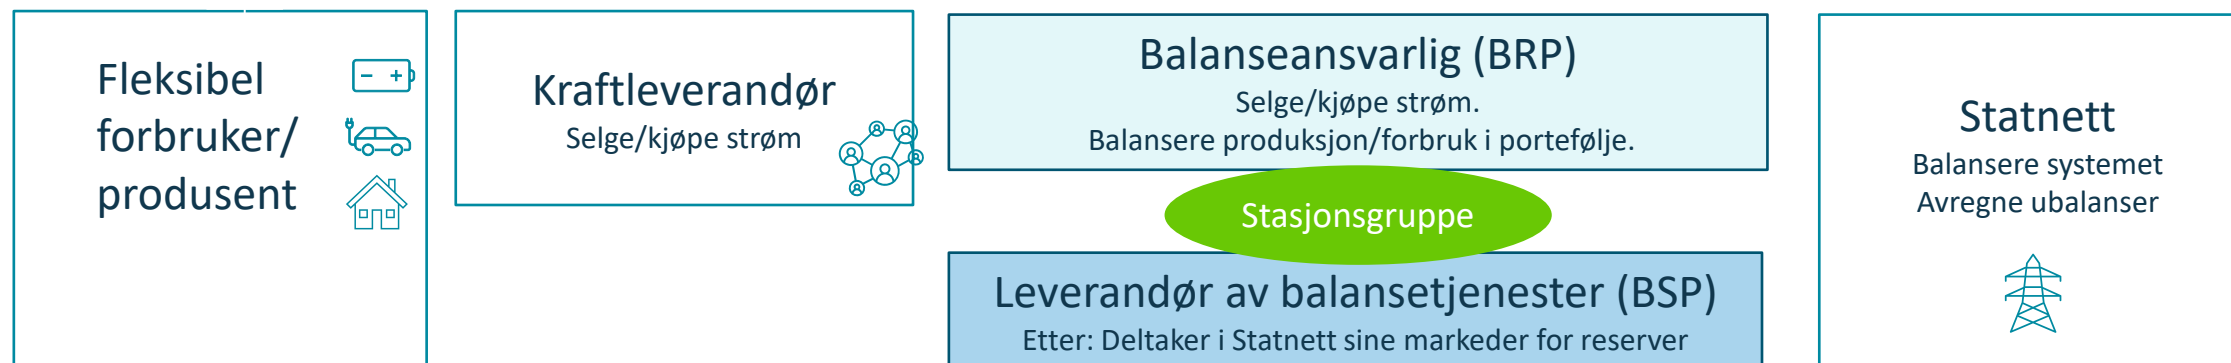 Fleksibel
forbruker/
produsent
Kraftleverandør
Selge/kjøpe strøm
Balanseansvarlig (BRP)
Selge/kjøpe strøm.
Balansere produksjon/forbruk i portefølje.
Stasjonsgruppe
Leverandør av balansetjenester (BSP)
Etter: Deltaker i Statnett sine markeder for reserver
Statnett
Balansere systemet
Avregne ubalanser